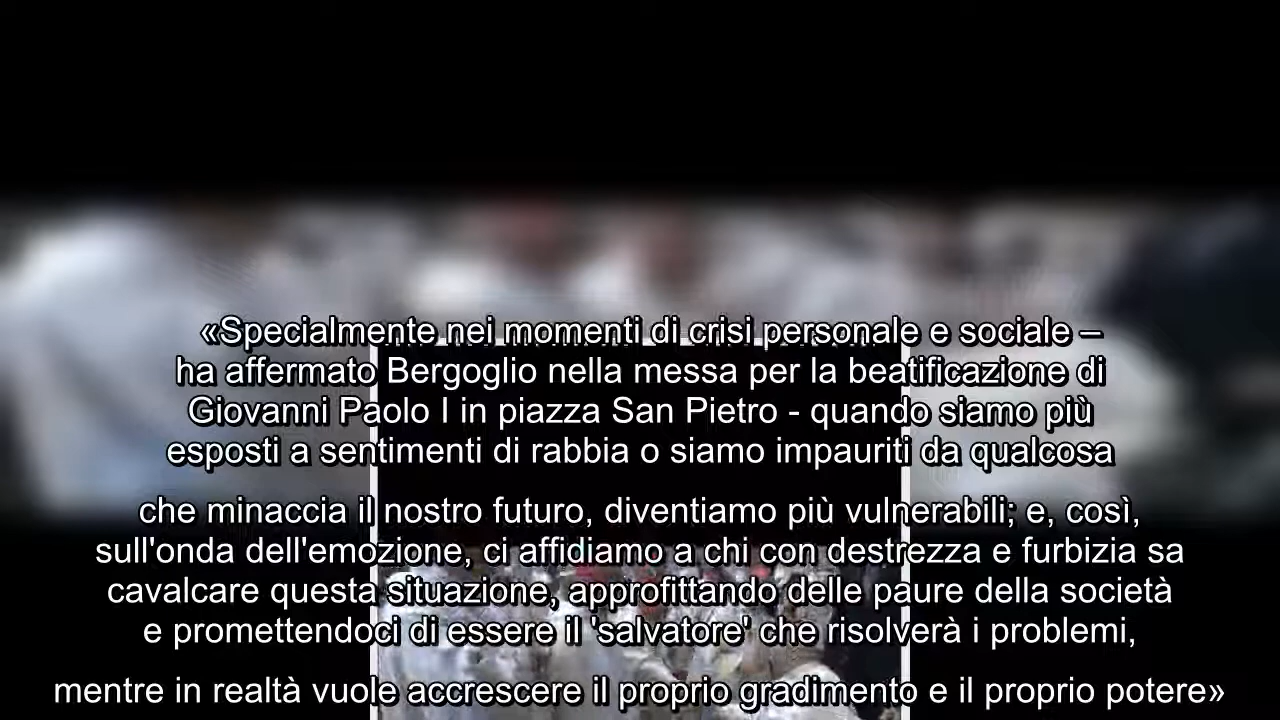 «Specialmente nei momenti di crisi personale e sociale –
ha affermato Bergoglio nella messa per la beatificazione di
Giovanni Paolo I in piazza San Pietro - quando siamo più
esposti a sentimenti di rabbia o siamo impauriti da qualcosa
che minaccia il nostro futuro, diventiamo più vulnerabili; e, così,
sull'onda dell'emozione, ci affidiamo a chi con destrezza e furbizia sa
cavalcare questa situazione, approfittando delle paure della società
e promettendoci di essere il 'salvatore' che risolverà i problemi,
mentre in realtà vuole accrescere il proprio gradimento e il proprio potere»